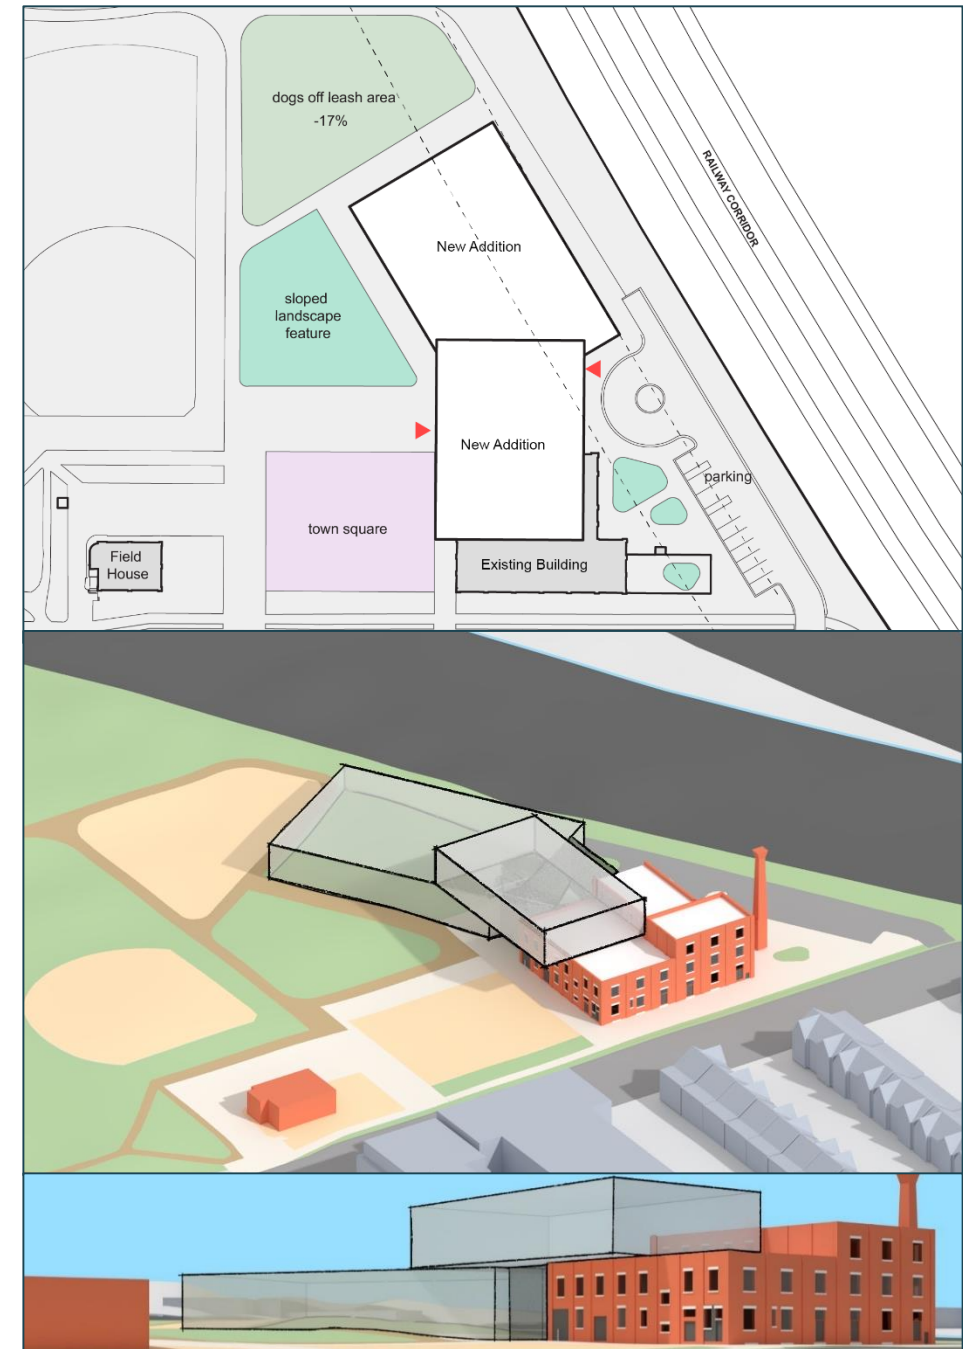 dogs off leash area
-17%
RAILWAY CORRIDOR
New Addition
sloped
landscape
feature
New Addition
parking
town square
Field
House
Existing Building